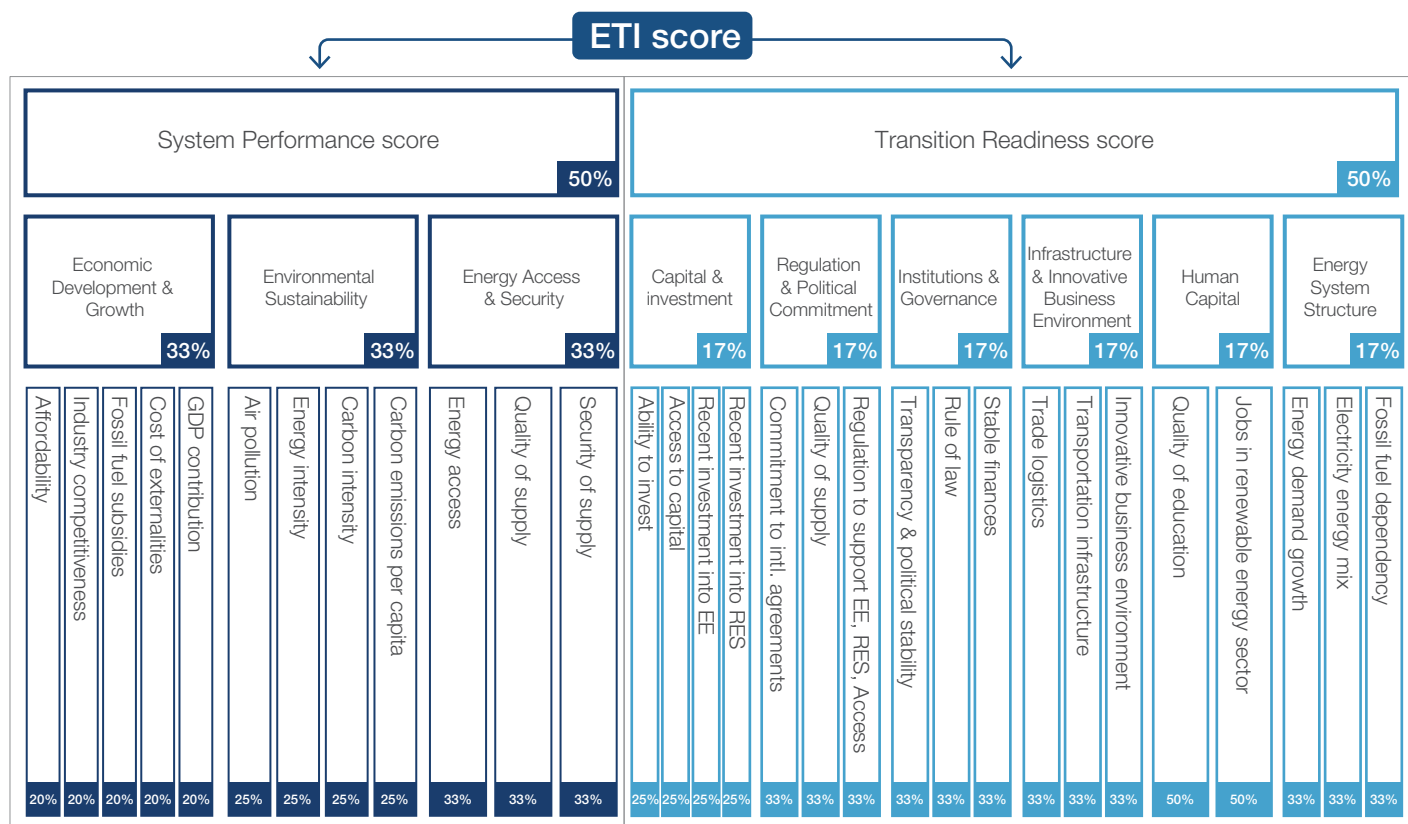 ETI score
System Performance score
50%
Transition Readiness score
50%
Economic
Development &
Growth
33%
Environmental
Sustainability
33%
Energy Access
& Security
33%
Capital &
investment
17%
Regulation
& Political
Commitment
17%
Institutions &
Governance
17%
Infrastructure
& Innovative
Business
Environment
17%
Human
Capital
17%
Energy
System
Structure
17%
Affordability
20%
Industry competitiveness
20%
Fossil fuel subsidies
20%
Cost of externalities
20%
GDP contribution
20%
Air pollution
25%
Energy intensity
25%
Carbon intensity
25%
Carbon emissions per capita
25%
Energy access
33%
Quality of supply
33%
Security of supply
33%
Ability to invest
25%
Access to capital
25%
Recent investment into EE
25%
Recent investment into RES
25%
Commitment to intl. agreements
33%
Quality of supply
33%
Regulation to support EE, RES, Access
33%
Transparency & political stability
33%
Rule of law
33%
Stable finances
33%
Trade logistics
33%
Transportation infrastructure
33%
Innovative business environment
33%
Quality of education
50%
Jobs in renewable energy sector
50%
Energy demand growth
33%
Electricity energy mix
33%
Fossil fuel dependency
33%